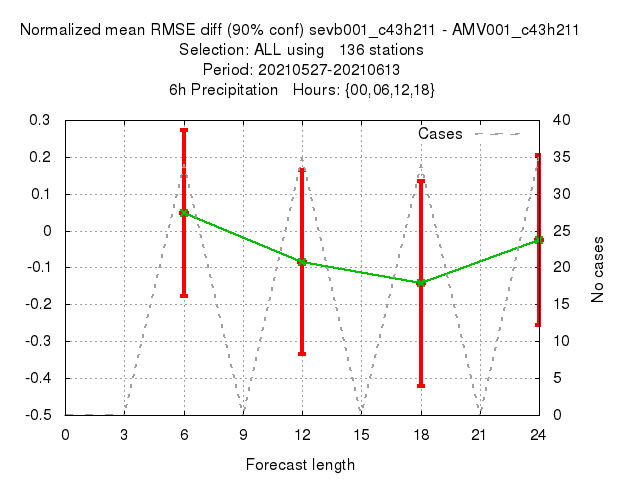 Normalized mean RMSE diff (90% conf) sevb001_c43h211 - AMV001_c43h211
Selection: ALL using   136 stations
Period: 20210527-20210613
6h Precipitation   Hours: {00,06,12,18}
Cases
0.3
0.2
0.1
0
-0.1
-0.2
-0.3
-0.4
-0.5
40
35
30
25
20
15
10
5
0
No cases
0 3 6 9 12 15 18 21 24
Forecast length